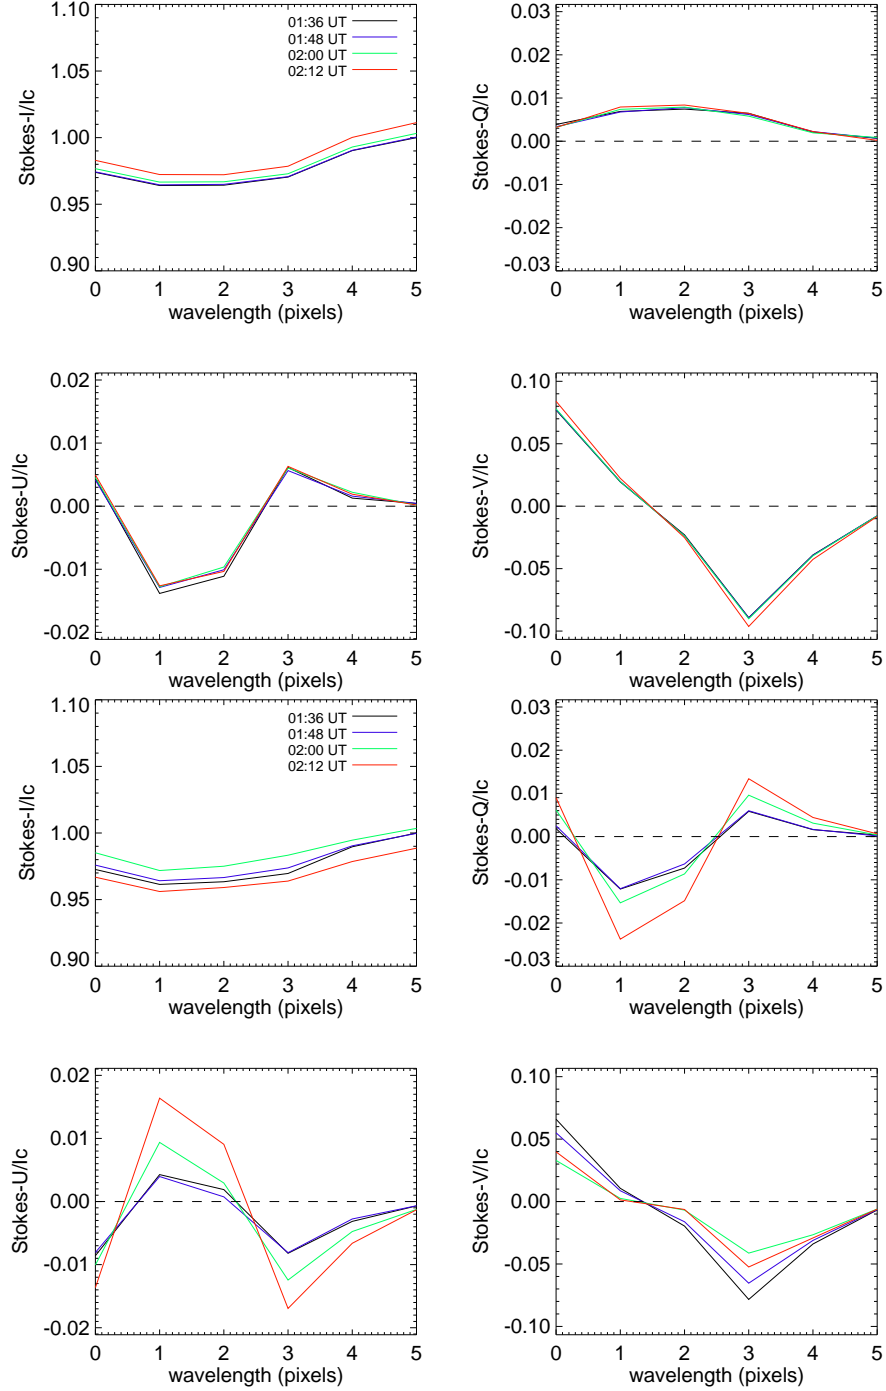 1.10
1.05
1.00
0.95
0.90
Stokes-I/Ic
01:36 UT
01:48 UT
02:00 UT
02:12 UT
0 1 2 3 4 5
wavelength (pixels)
0.03
0.02
0.01
0.00
-0.01
-0.02
-0.03
Stokes-Q/Ic
0 1 2 3 4 5
wavelength (pixels)
0.02
0.01
0.00
-0.01
-0.02
Stokes-U/Ic
0 1 2 3 4 5
wavelength (pixels)
0.10
0.05
0.00
-0.05
-0.10
Stokes-V/Ic
0 1 2 3 4 5
wavelength (pixels)
1.10
1.05
1.00
0.95
0.90
Stokes-I/Ic
01:36 UT
01:48 UT
02:00 UT
02:12 UT
0 1 2 3 4 5
wavelength (pixels)
0.03
0.02
0.01
0.00
-0.01
-0.02
-0.03
Stokes-Q/Ic
0 1 2 3 4 5
wavelength (pixels)
0.02
0.01
0.00
-0.01
-0.02
Stokes-U/Ic
0 1 2 3 4 5
wavelength (pixels)
0.10
0.05
0.00
-0.05
-0.10
Stokes-V/Ic
0 1 2 3 4 5
wavelength (pixels)